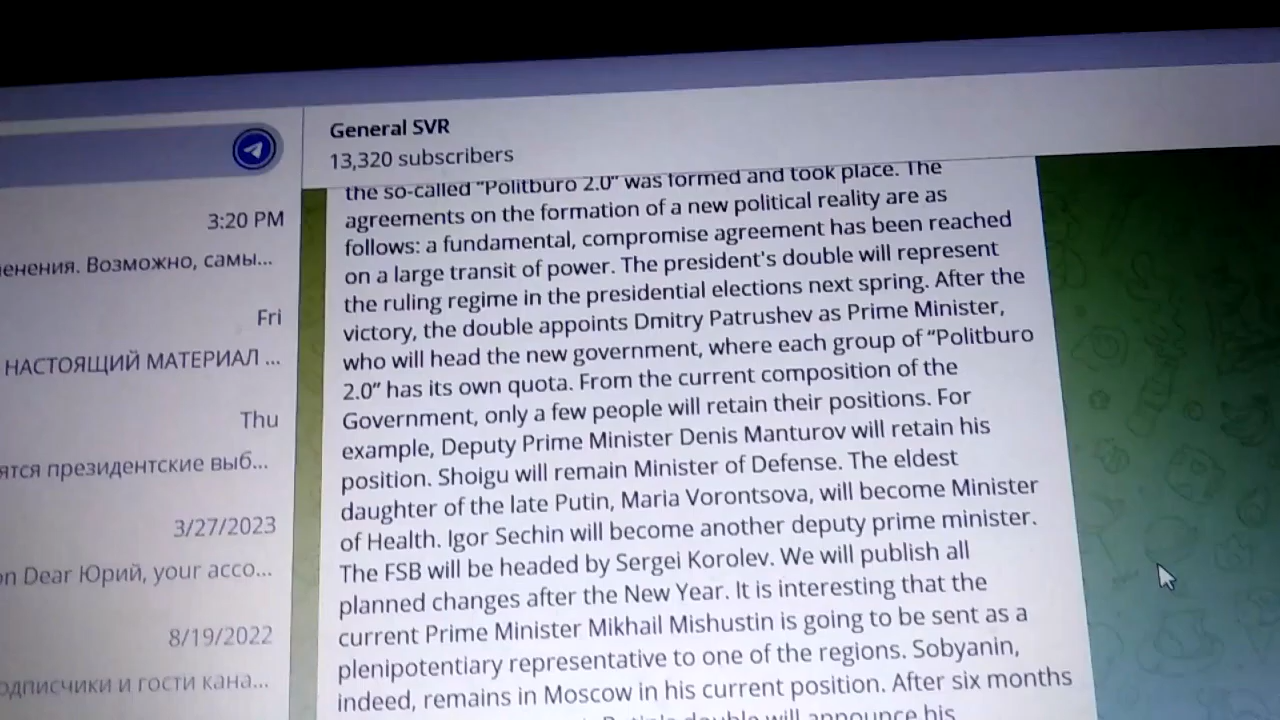 General SVR
13,320 subscribers
3:20 PM
енения. Возможно, самы...
Fri
НАСТОЯЩИЙ МАТЕРИАЛ ...
Thu
ятся президентские выб...
3/27/2023
on Dear Юрий, your acco...
8/19/2022
одписчики и гости кана...
the so-called "Politburo 2.0" was formed and took place. The
agreements on the formation of a new political reality are as
follows: a fundamental, compromise agreement has been reached
on a large transit of power. The president's double will represent
the ruling regime in the presidential elections next spring. After the
victory, the double appoints Dmitry Patrushev as Prime Minister,
who will head the new government, where each group of “Politburo
2.0” has its own quota. From the current composition of the
Government, only a few people will retain their positions. For
example, Deputy Prime Minister Denis Manturov will retain his
position. Shoigu will remain Minister of Defense. The eldest
daughter of the late Putin, Maria Vorontsova, will become Minister
of Health. Igor Sechin will become another deputy prime minister.
The FSB will be headed by Sergei Korolev. We will publish all
planned changes after the New Year. It is interesting that the
current Prime Minister Mikhail Mishustin is going to be sent as a
plenipotentiary representative to one of the regions. Sobyanin,
indeed, remains in Moscow in his current position. After six months
double will announce his